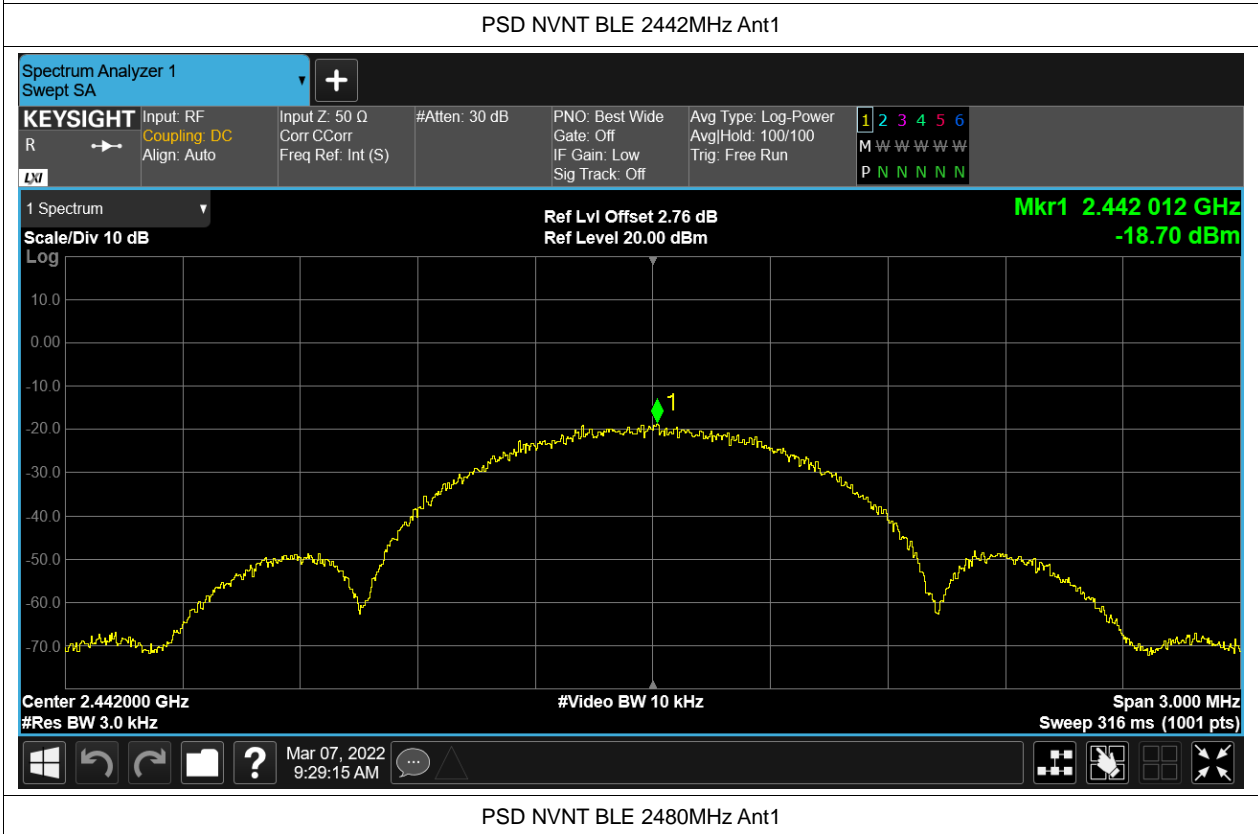 PSD NVNT BLE 2442MHz Ant1
Spectrum Analyzer 1
Swept SA
KEYSIGHT
R
LXI
Input: RF
Coupling: DC
Align: Auto
Input Z: 50 Ω
Corr CCorr
Freq Ref: Int (S)
#Atten: 30 dB
PNO: Best Wide
Gate: Off
IF Gain: Low
Sig Track: Off
Avg Type: Log-Power
Avg|Hold: 100/100
Trig: Free Run
1 2 3 4 5 6
M W W W W W
P N N N N N
1 Spectrum
Scale/Div 10 dB
Log
Ref Lvl Offset 2.76 dB
Ref Level 20.00 dBm
Mkr1 2.442 012 GHz
-18.70 dBm
10.0
0.00
-10.0
-20.0
-30.0
-40.0
-50.0
-60.0
-70.0
1
Center 2.442000 GHz
#Res BW 3.0 kHz
#Video BW 10 kHz
Span 3.000 MHz
Sweep 316 ms (1001 pts)
?
Mar 07, 2022
9:29:15 AM
PSD NVNT BLE 2480MHz Ant1